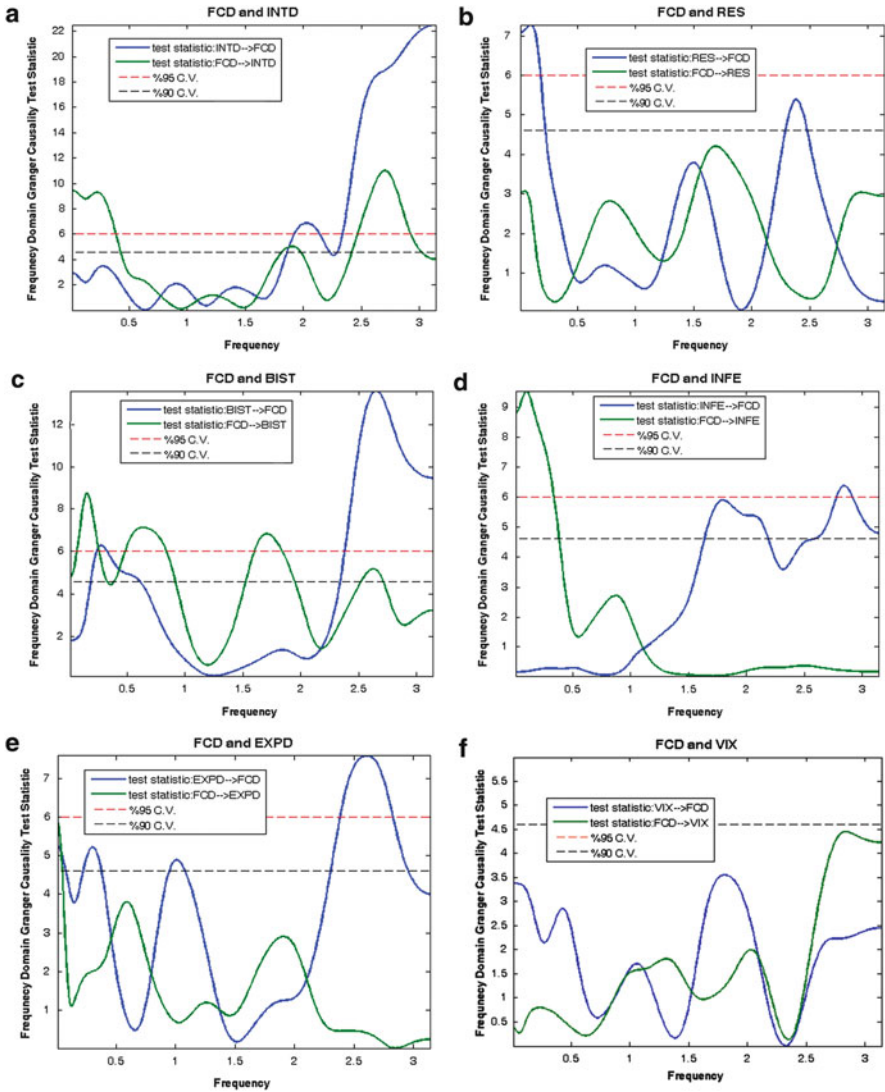 a
FCD and INTD
Frequnecy Domain Granger Causality Test Statistic
22
20
18
16
14
12
10
8
6
4
2
test statistic:INTD-->FCD
test statistic:FCD-->INTD
%95 C.V.
%90 C.V.
0.5
1
1.5
2
2.5
3
Frequency
b
FCD and RES
Frequnecy Domain Granger Causality Test Statistic
7
6
5
4
3
2
1
test statistic:RES-->FCD
test statistic:FCD-->RES
%95 C.V.
%90 C.V.
0.5
1
1.5
2
2.5
3
Frequency
c
FCD and BIST
Frequnecy Domain Granger Causality Test Statistic
12
10
8
6
4
2
test statistic:BIST-->FCD
test statistic:FCD-->BIST
%95 C.V.
%90 C.V.
0.5
1
1.5
2
2.5
3
Frequency
d
FCD and INFE
Frequnecy Domain Granger Causality Test Statistic
9
8
7
6
5
4
3
2
1
test statistic:INFE-->FCD
test statistic:FCD-->INFE
%95 C.V.
%90 C.V.
0.5
1
1.5
2
2.5
3
Frequency
e
FCD and EXPD
Frequnecy Domain Granger Causality Test Statistic
7
6
5
4
3
2
1
test statistic:EXPD-->FCD
test statistic:FCD-->EXPD
%95 C.V.
%90 C.V.
0.5
1
1.5
2
2.5
3
Frequency
f
FCD and VIX
Frequnecy Domain Granger Causality Test Statistic
5.5
5
4.5
4
3.5
3
2.5
2
1.5
1
0.5
test statistic:VIX-->FCD
test statistic:FCD-->VIX
%95 C.V.
%90 C.V.
0.5
1
1.5
2
2.5
3
Frequency